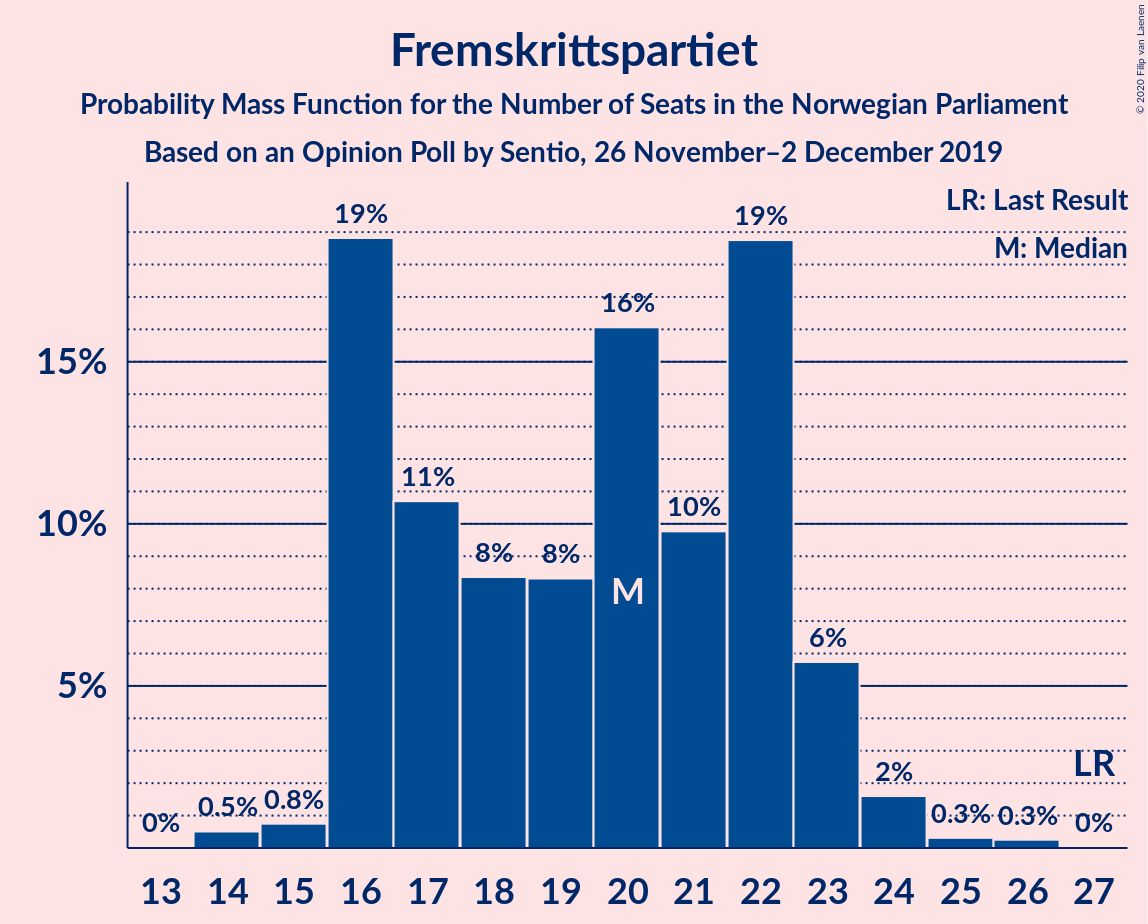 Fremskrittspartiet
Probability Mass Function for the Number of Seats in the Norwegian Parliament
Based on an Opinion Poll by Sentio, 26 November–2 December 2019
© 2020 Filip van Laenen
LR: Last Result
M: Median
19% 19%
16%
15%
11%
10%
10%
8% 8%
M
6%
5%
LR
2%
0% 0.5% 0.8% 0.3% 0.3% 0%
13 14 15 16 17 18 19 20 21 22 23 24 25 26 27